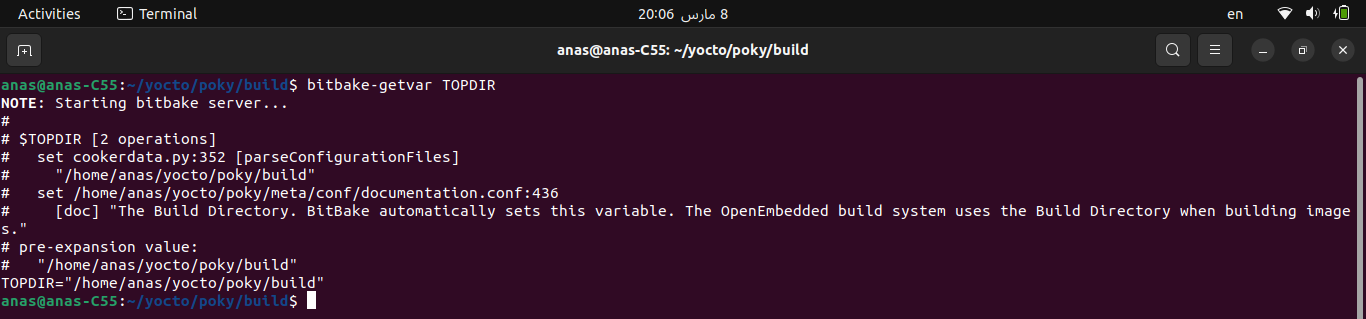 Activities Terminal 8 مارس 20:06 en
anas@anas-C55: ~/yocto/poky/build
anas@anas-C55:~/yocto/poky/build$ bitbake-getvar TOPDIR
NOTE: Starting bitbake server...
#
# $TOPDIR [2 operations]
#   set cookerdata.py:352 [parseConfigurationFiles]
#     "/home/anas/yocto/poky/build"
#   set /home/anas/yocto/poky/meta/conf/documentation.conf:436
#     [doc] "The Build Directory. BitBake automatically sets this variable. The OpenEmbedded build system uses the Build Directory when building image
s."
# pre-expansion value:
#   "/home/anas/yocto/poky/build"
TOPDIR="/home/anas/yocto/poky/build"
anas@anas-C55:~/yocto/poky/build$